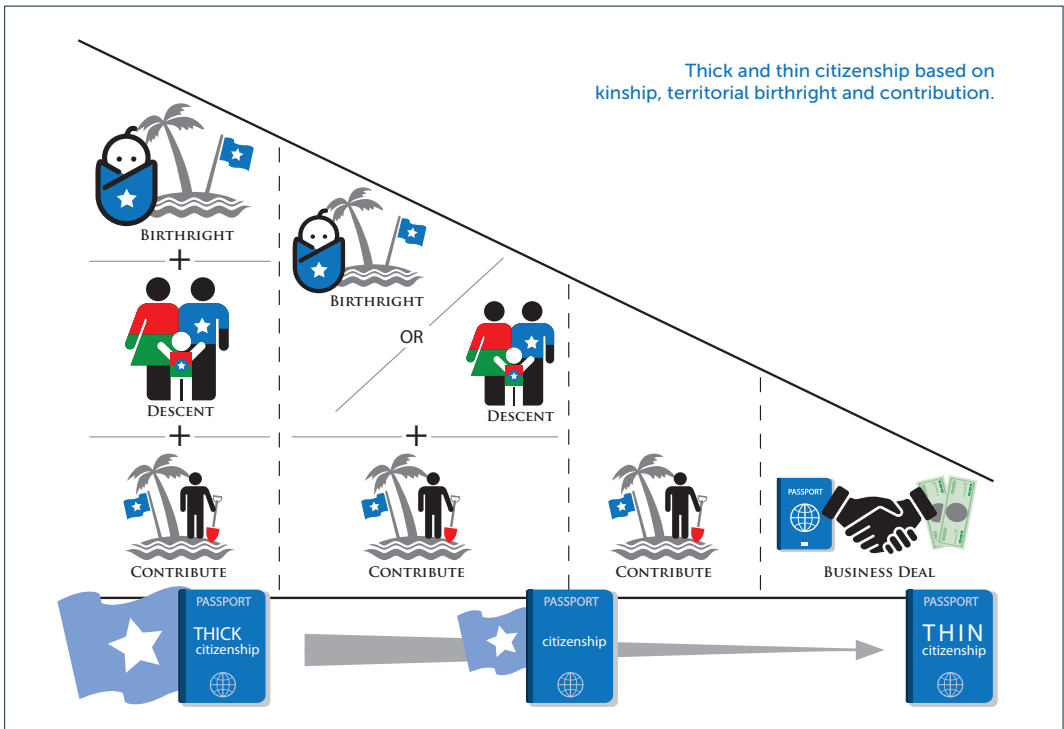 Thick and thin citizenship based on
kinship, territorial birthright and contribution.
BIRTHRIGHT
+
DESCENT
+
CONTRIBUTE
BIRTHRIGHT
OR
DESCENT
+
CONTRIBUTE
CONTRIBUTE
PASSPORT
BUSINESS DEAL
PASSPORT
THICK
citizenship
PASSPORT
citizenship
PASSPORT
THIN
citizenship